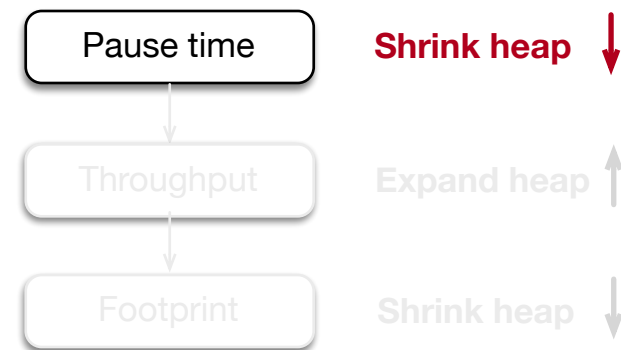 Pause time Shrink heap
Throughput Expand heap
Footprint Shrink heap